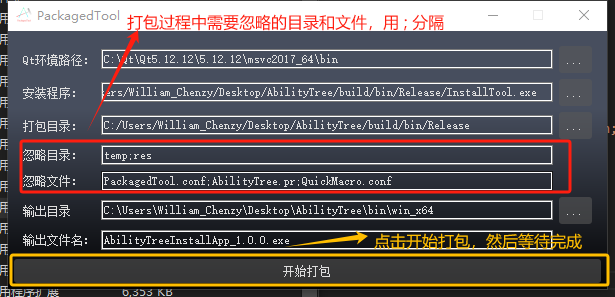 PackagedTool
打包过程中需要忽略的目录和文件，用 ; 分隔
Qt环境路径： C:\Qt\Qt5.12.12\5.12.12\msvc2017_64\bin ...
安装程序： ers/William_Chenzy/Desktop/AbilityTree/build/bin/Release/InstallTool.exe ...
打包目录： C:/Users/William_Chenzy/Desktop/AbilityTree/build/bin/Release ...
忽略目录： temp;res
忽略文件： PackagedTool.conf;AbilityTree.pr;QuickMacro.conf
输出目录 C:\Users\William_Chenzy\Desktop\AbilityTree\bin\win_x64 ...
输出文件名： AbilityTreeInstallApp_1.0.0.exe
点击开始打包，然后等待完成
开始打包
用程序扩展 6,353 KB